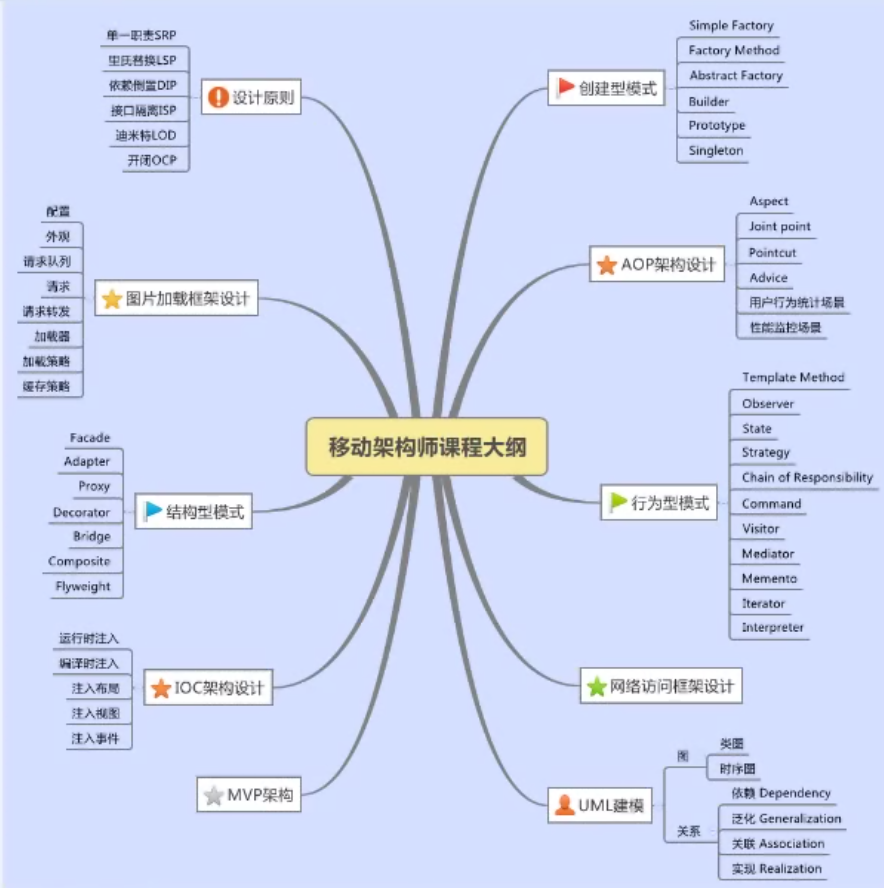 移动架构师课程大纲
设计原则
单一职责SRP
里氏替换LSP
依赖倒置DIP
接口隔离ISP
迪米特LOD
开闭OCP
图片加载框架设计
配置
外观
请求队列
请求
请求转发
加载器
加载策略
缓存策略
结构型模式
Facade
Adapter
Proxy
Decorator
Bridge
Composite
Flyweight
IOC架构设计
运行时注入
编译时注入
注入布局
注入视图
注入事件
MVP架构
创建型模式
Simple Factory
Factory Method
Abstract Factory
Builder
Prototype
Singleton
AOP架构设计
Aspect
Joint point
Pointcut
Advice
用户行为统计场景
性能监控场景
行为型模式
Template Method
Observer
State
Strategy
Chain of Responsibility
Command
Visitor
Mediator
Memento
Iterator
Interpreter
网络访问框架设计
UML建模
图
类图
时序图
关系
依赖 Dependency
泛化 Generalization
关联 Association
实现 Realization